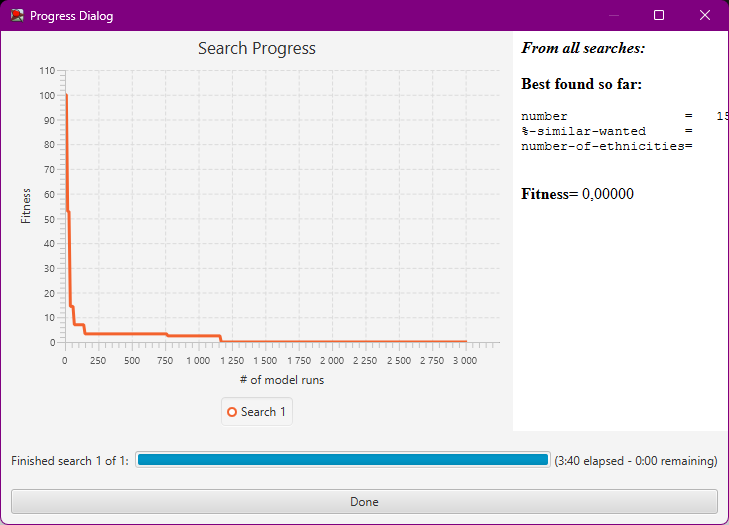 Progress Dialog
Search Progress
110
100
90
80
70
60
50
40
30
20
10
0
Fitness
0 250 500 750 1 000 1 250 1 500 1 750 2 000 2 250 2 500 2 750 3 000
# of model runs
Search 1
From all searches:
Best found so far:
number = 15
%-similar-wanted =
number-of-ethnicities=
Fitness= 0,00000
Finished search 1 of 1: (3:40 elapsed - 0:00 remaining)
Done